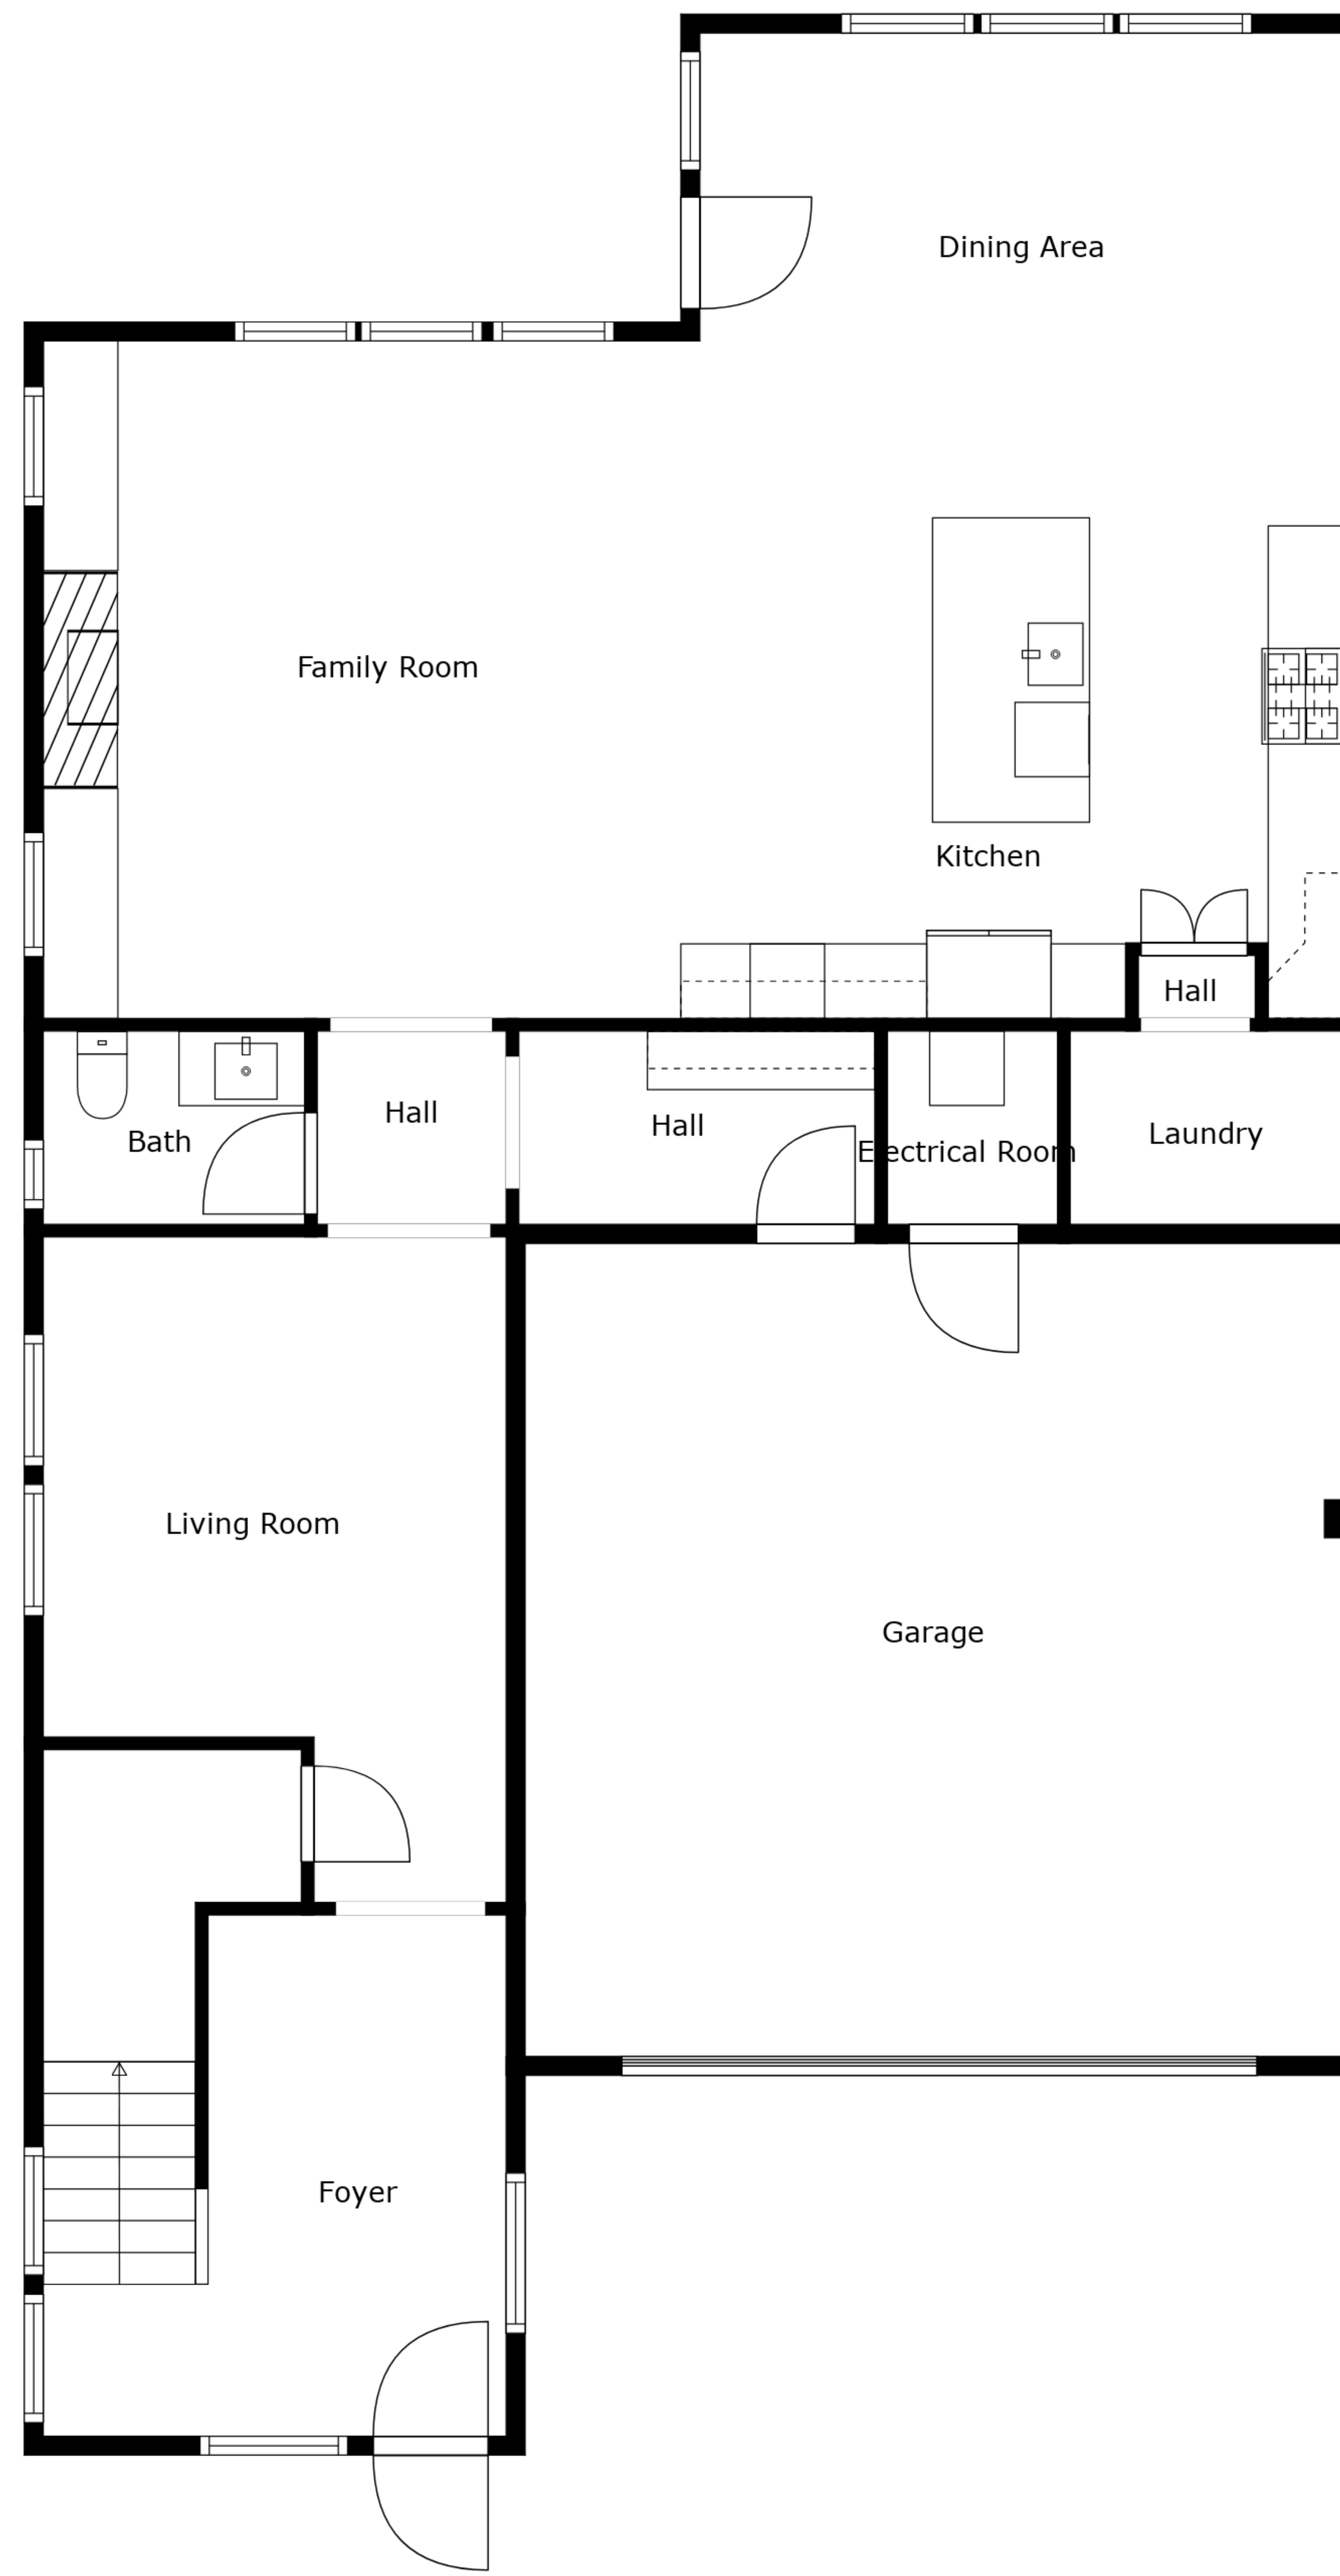 Dining Area
Family Room
Kitchen
Hall
Hall
Hall
Bath
Electrical Room
Laundry
Living Room
Garage
Foyer